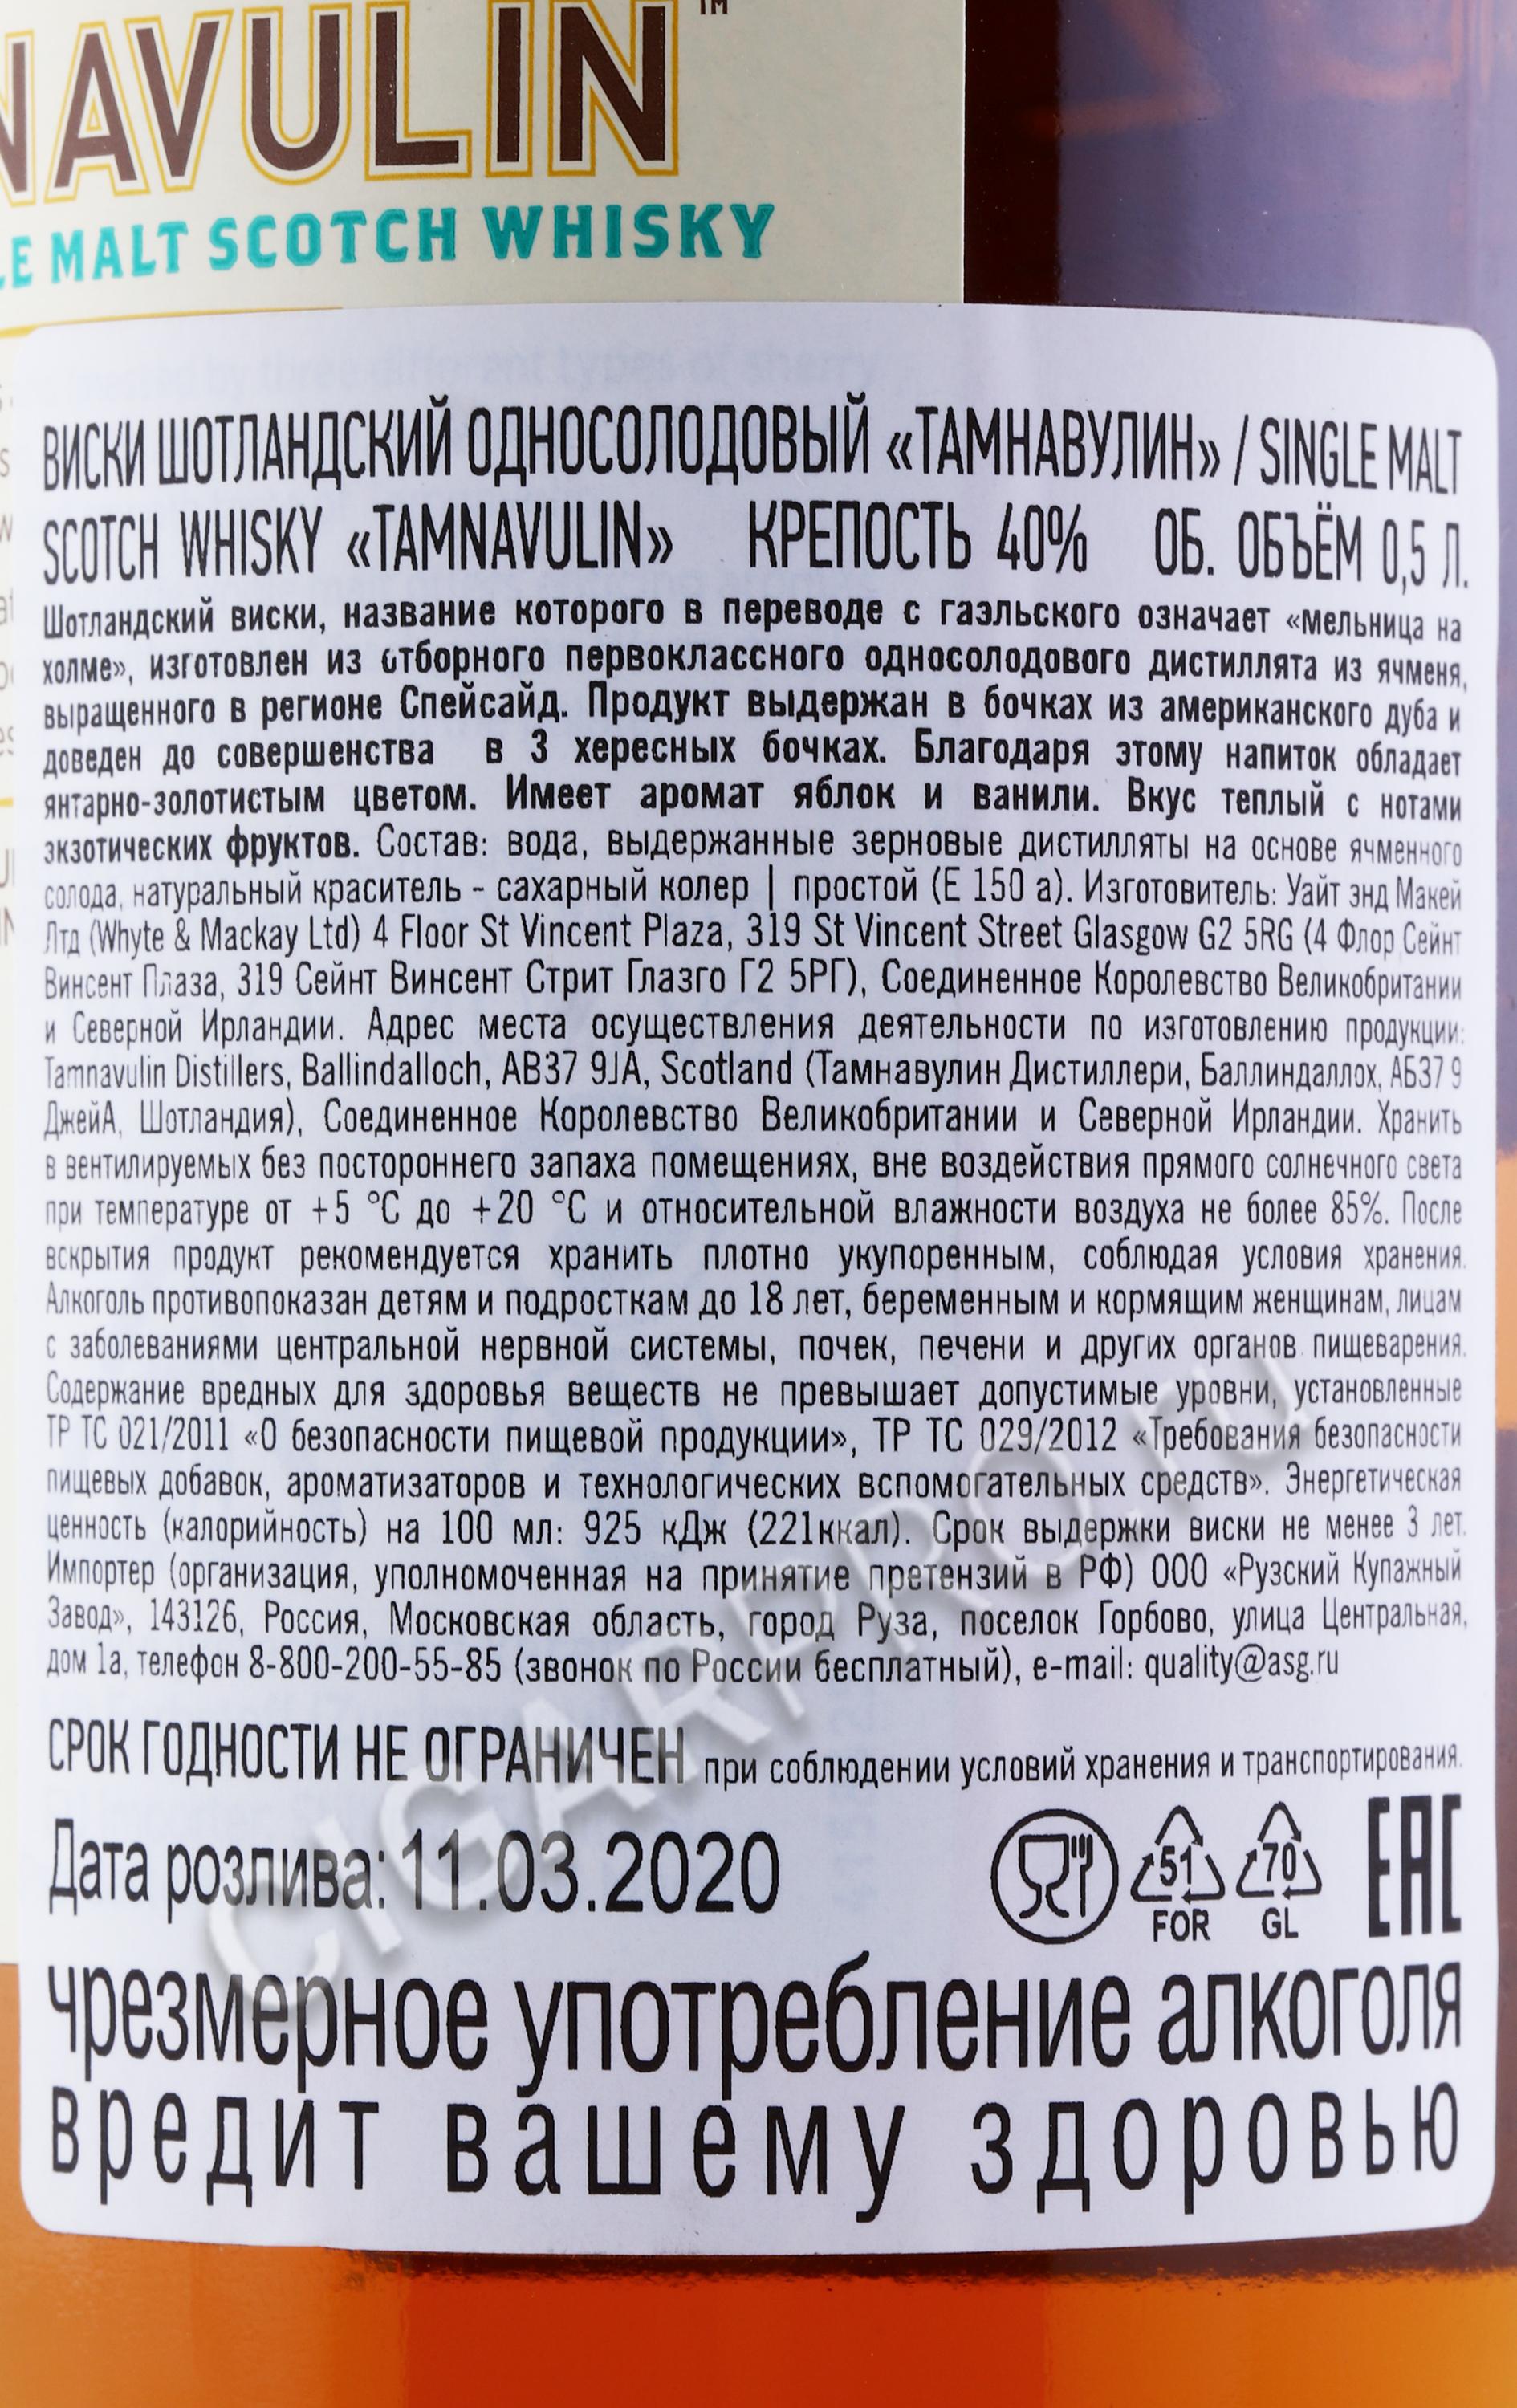 NAVULIN™
LE MALT SCOTCH WHISKY
ВИСКИ ШОТЛАНДСКИЙ ОДНОСОЛОДОВЫЙ «ТАМНАВУЛИН» / SINGLE MALT
SCOTCH WHISKY «TAMNAVULIN» КРЕПОСТЬ 40% ОБ. ОБЪЁМ 0,5 Л.
Шотландский виски, название которого в переводе с гаэльского означает «мельница на
холме», изготовлен из отборного первоклассного односолодового дистиллята из ячменя,
выращенного в регионе Спейсайд. Продукт выдержан в бочках из американского дуба и
доведен до совершенства в 3 хересных бочках. Благодаря этому напиток обладает
янтарно-золотистым цветом. Имеет аромат яблок и ванили. Вкус теплый с нотами
экзотических фруктов. Состав: вода, выдержанные зерновые дистилляты на основе ячменного
солода, натуральный краситель - сахарный колер | простой (Е 150 а). Изготовитель: Уайт энд Макей
Лтд (Whyte & Mackay Ltd) 4 Floor St Vincent Plaza, 319 St Vincent Street Glasgow G2 5RG (4 Флор Сейнт
Винсент Плаза, 319 Сейнт Винсент Стрит Глазго Г2 5РГ), Соединенное Королевство Великобритании
и Северной Ирландии. Адрес места осуществления деятельности по изготовлению продукции:
Tamnavulin Distillers, Ballindalloch, AB37 9JA, Scotland (Тамнавулин Дистиллери, Баллиндаллох, АБ37 9
ДжейА, Шотландия), Соединенное Королевство Великобритании и Северной Ирландии. Хранить
в вентилируемых без постороннего запаха помещениях, вне воздействия прямого солнечного света
при температуре от +5 °С до +20 °С и относительной влажности воздуха не более 85%. После
вскрытия продукт рекомендуется хранить плотно укупоренным, соблюдая условия хранения.
Алкоголь противопоказан детям и подросткам до 18 лет, беременным и кормящим женщинам, лицам
с заболеваниями центральной нервной системы, почек, печени и других органов пищеварения.
Содержание вредных для здоровья веществ не превышает допустимые уровни, установленные
ТР ТС 021/2011 «О безопасности пищевой продукции», ТР ТС 029/2012 «Требования безопасности
пищевых добавок, ароматизаторов и технологических вспомогательных средств». Энергетическая
ценность (калорийность) на 100 мл: 925 кДж (221ккал). Срок выдержки виски не менее 3 лет.
Импортер (организация, уполномоченная на принятие претензий в РФ) ООО «Рузский Купажный
Завод», 143126, Россия, Московская область, город Руза, поселок Горбово, улица Центральная,
дом 1а, телефон 8-800-200-55-85 (звонок по России бесплатный), e-mail: quality@asg.ru
СРОК ГОДНОСТИ НЕ ОГРАНИЧЕН при соблюдении условий хранения и транспортирования.
Дата розлива: 11.03.2020
51 FOR
70 GL
EAC
чрезмерное употребление алкоголя
вредит вашему здоровью
CIGARPRO.ru